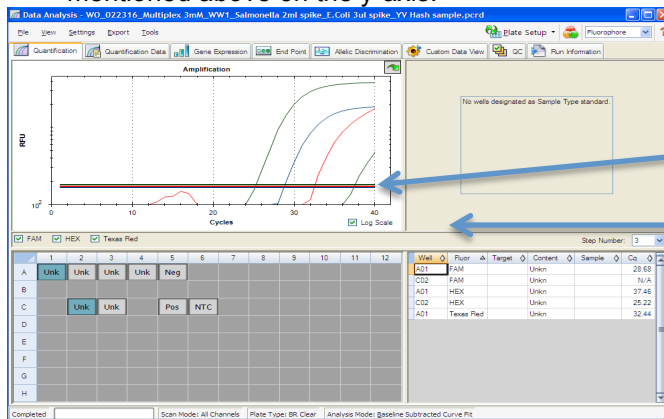 mentioned above on the y-axis.
Data Analysis - WO_022316_Multiplex 3mM_WW1_Salmonella 2ml spike_E.Coli 3ul spike_YV Hash sample.pcrd
File View Settings Export Tools Plate Setup Fluorophore ?
Quantification Quantification Data Gene Expression End Point Allelic Discrimination Custom Data View QC Run Information
Amplification
No wells designated as Sample Type standard.
RFU
10²
0 10 20 30 40
Cycles
Log Scale
FAM HEX Texas Red Step Number: 3
1 2 3 4 5 6 7 8 9 10 11 12
Well Fluor Target Content Sample Cq
A Unk Unk Unk Unk Neg
A01 FAM Unkn 28.68
C02 FAM Unkn N/A
B
A01 HEX Unkn 37.46
C Unk Unk Pos NTC
C02 HEX Unkn 25.22
A01 Texas Red Unkn 32.44
D
E
F
G
H
Completed Scan Mode: All Channels Plate Type: BR Clear Analysis Mode: Baseline Subtracted Curve Fit